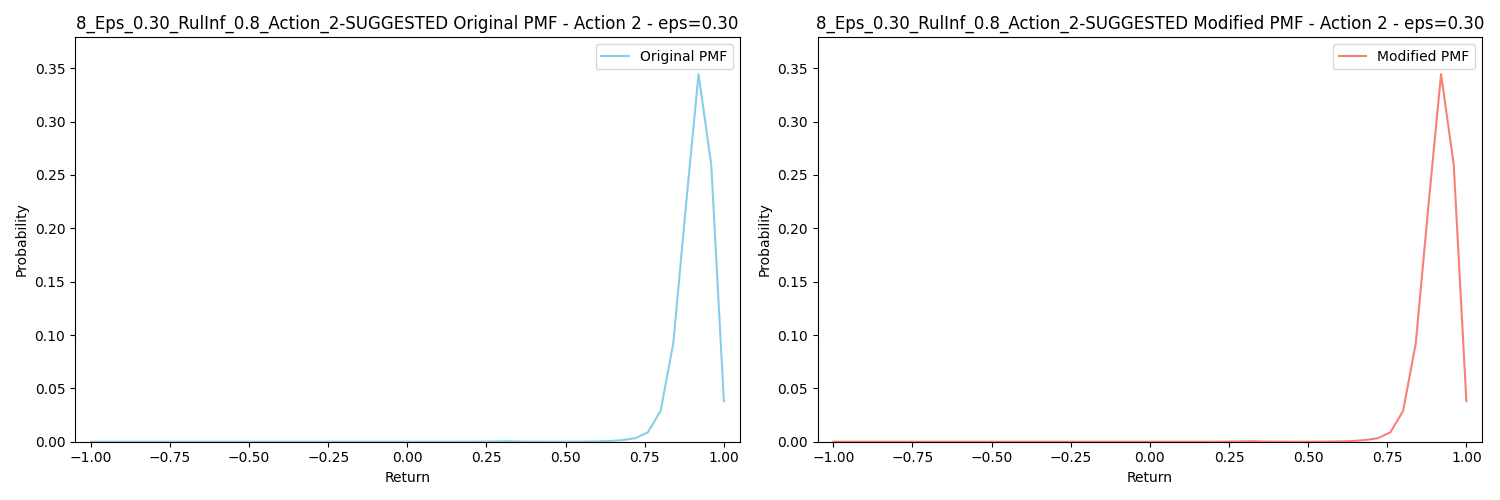 8_Eps_0.30_RulInf_0.8_Action_2-SUGGESTED Original PMF - Action 2 - eps=0.30
Original PMF
0.35
0.30
0.25
0.20
0.15
0.10
0.05
0.00
Probability
−1.00 −0.75 −0.50 −0.25 0.00 0.25 0.50 0.75 1.00
Return
8_Eps_0.30_RulInf_0.8_Action_2-SUGGESTED Modified PMF - Action 2 - eps=0.30
Modified PMF
0.35
0.30
0.25
0.20
0.15
0.10
0.05
0.00
Probability
−1.00 −0.75 −0.50 −0.25 0.00 0.25 0.50 0.75 1.00
Return